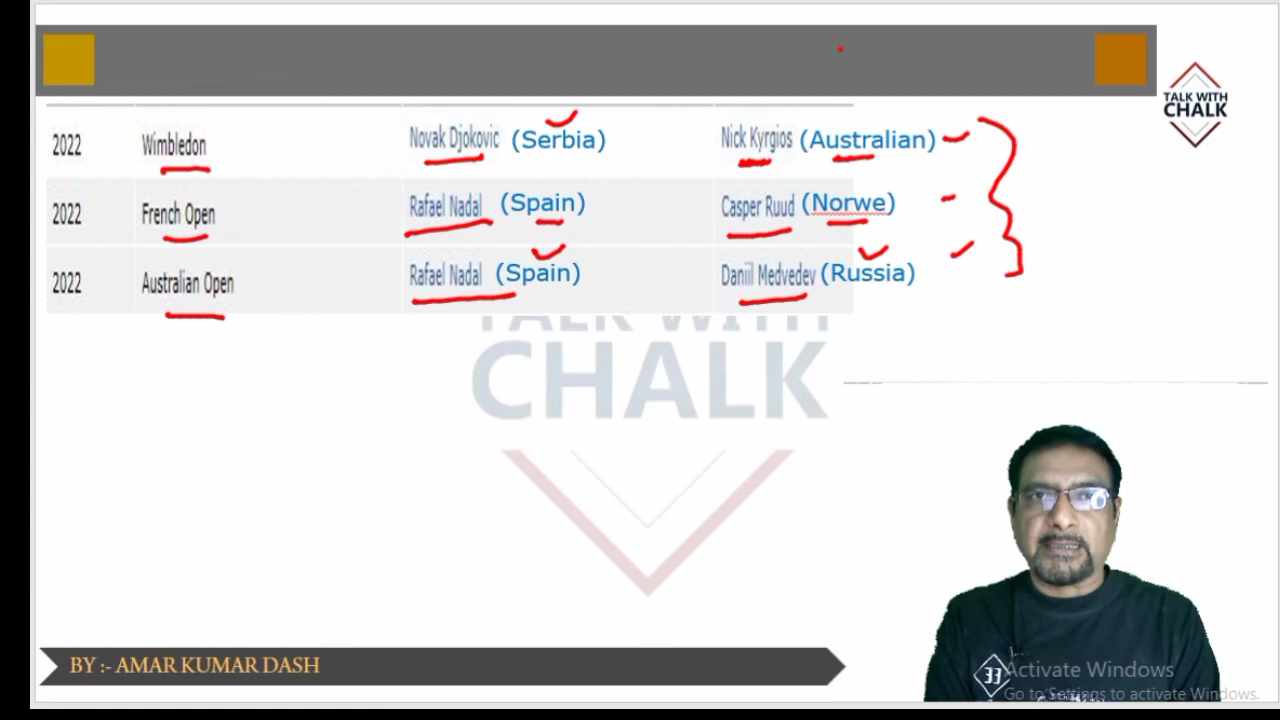 TALK WITH
CHALK
2022 Wimbledon Novak Djokovic (Serbia) Nick Kyrgios (Australian)
2022 French Open Rafael Nadal (Spain) Casper Ruud (Norwe)
2022 Australian Open Rafael Nadal (Spain) Daniil Medvedev (Russia)
TALK WITH
CHALK
BY :- AMAR KUMAR DASH
Activate Windows
Go to Settings to activate Windows.